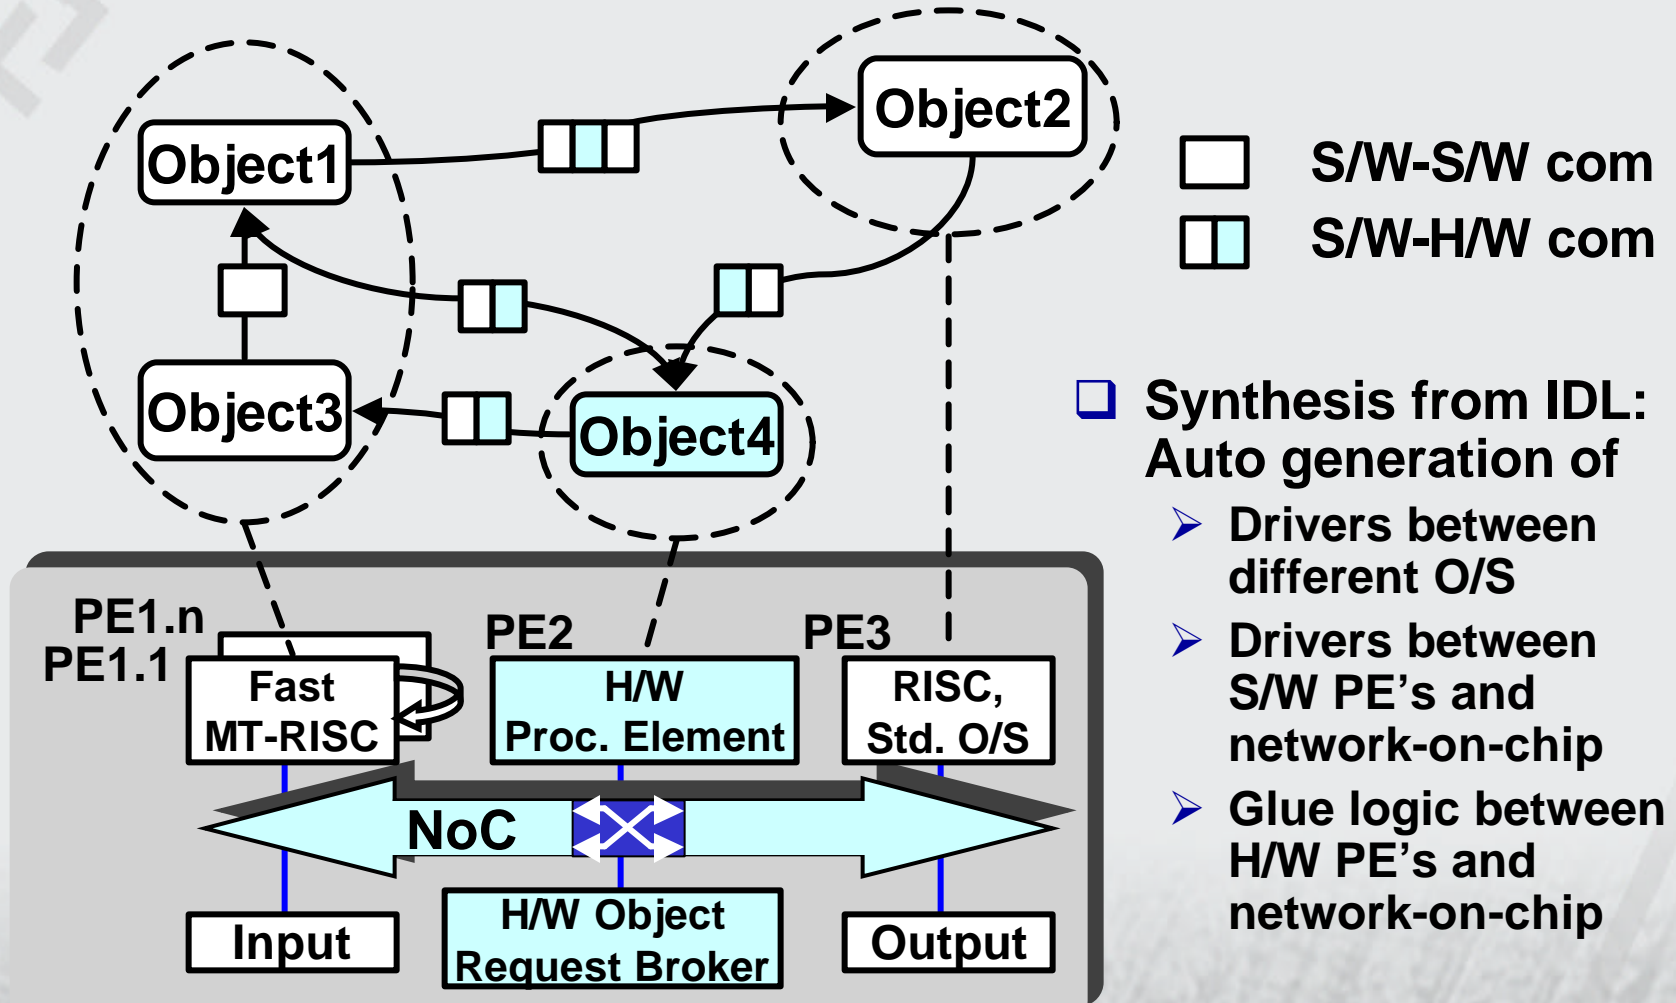 Object1
Object2
Object3
Object4
S/W-S/W com
S/W-H/W com
❑ Synthesis from IDL:
Auto generation of
➢ Drivers between
different O/S
➢ Drivers between
S/W PE’s and
network-on-chip
➢ Glue logic between
H/W PE’s and
network-on-chip
PE1.n
PE1.1
Fast
MT-RISC
PE2
H/W
Proc. Element
PE3
RISC,
Std. O/S
NoC
Input
H/W Object
Request Broker
Output